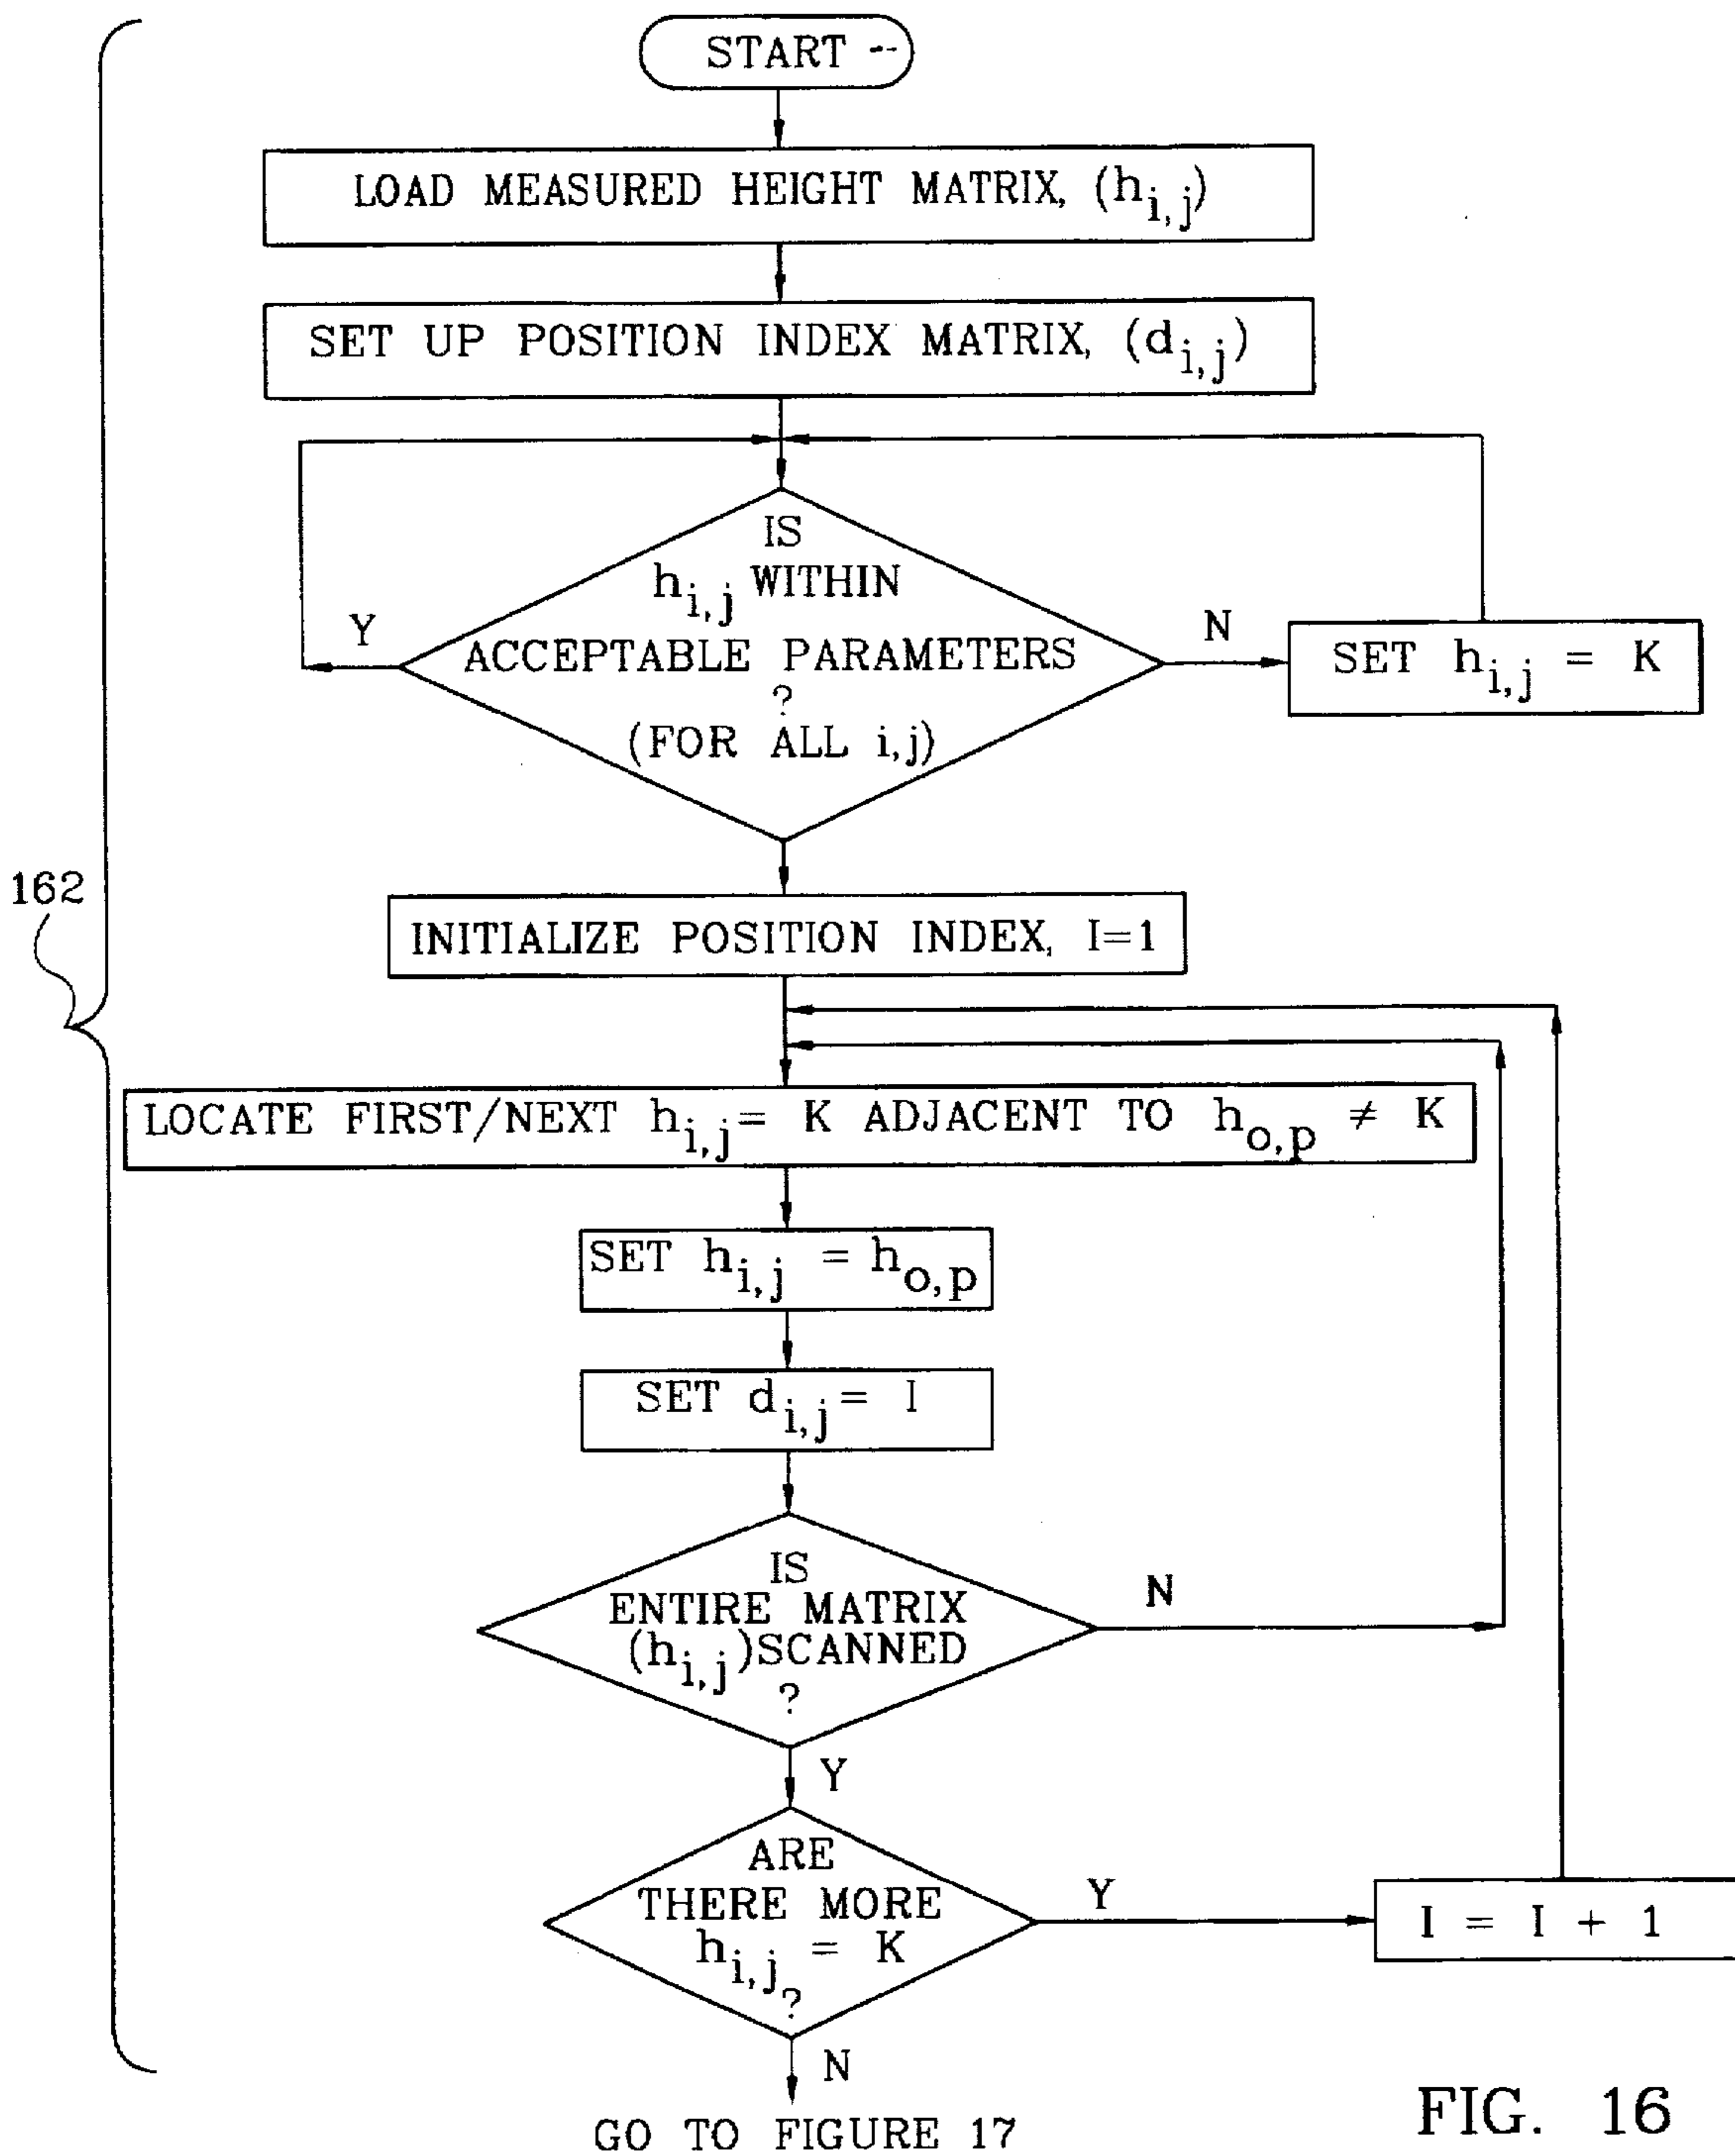 START --
LOAD MEASURED HEIGHT MATRIX, (h_{i,j})
SET UP POSITION INDEX MATRIX, (d_{i,j})
IS
h_{i,j} WITHIN
ACCEPTABLE PARAMETERS
?
(FOR ALL i,j)
Y
N
SET h_{i,j} = K
162
INITIALIZE POSITION INDEX, I=1
LOCATE FIRST/NEXT h_{i,j} = K ADJACENT TO h_{o,p} ≠ K
SET h_{i,j} = h_{o,p}
SET d_{i,j} = I
IS
ENTIRE MATRIX
(h_{i,j}) SCANNED
?
N
Y
ARE
THERE MORE
h_{i,j} = K
?
Y
I = I + 1
N
GO TO FIGURE 17
FIG. 16